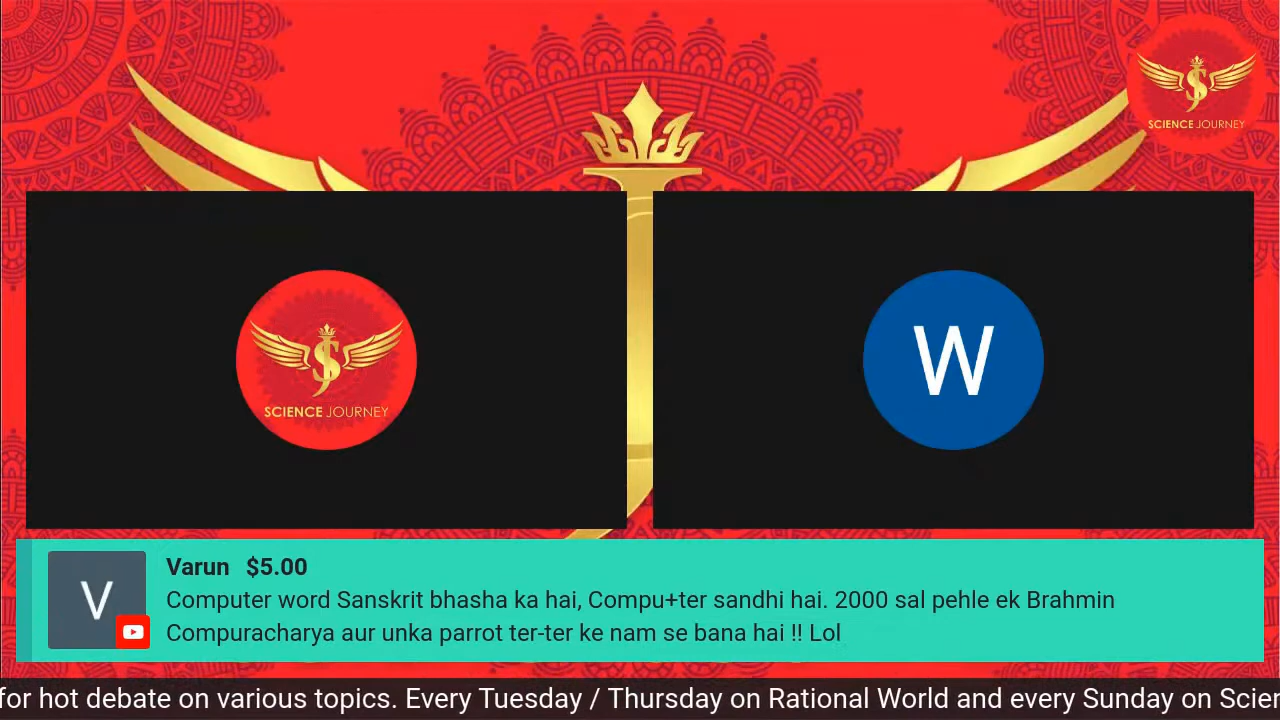 SCIENCE JOURNEY
SCIENCE JOURNEY
W
V
Varun $5.00
Computer word Sanskrit bhasha ka hai, Compu+ter sandhi hai. 2000 sal pehle ek Brahmin
Compuracharya aur unka parrot ter-ter ke nam se bana hai !! Lol
for hot debate on various topics. Every Tuesday / Thursday on Rational World and every Sunday on Scien